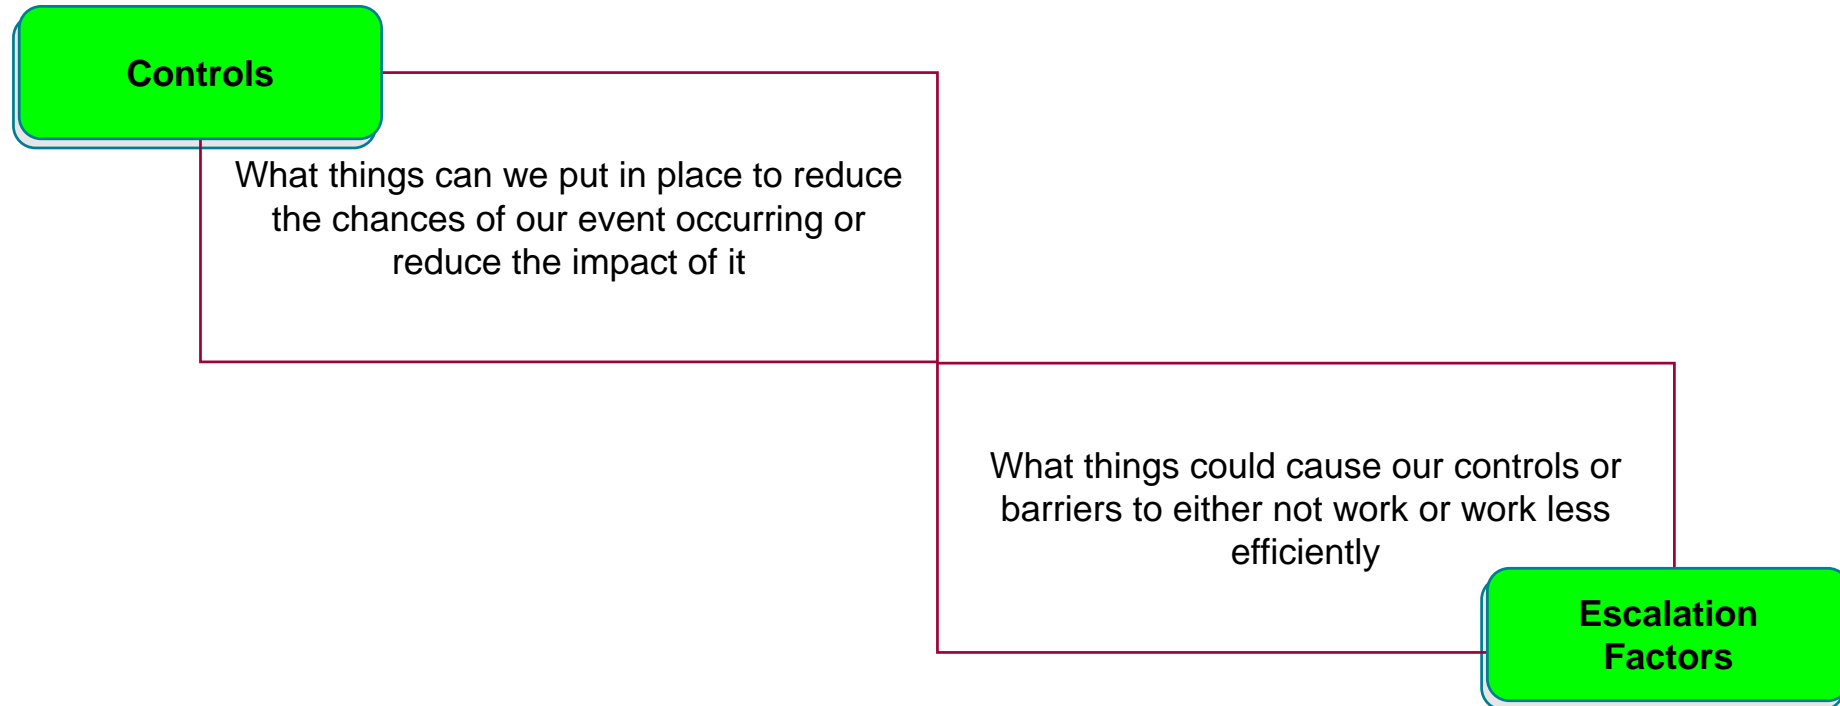 Controls
What things can we put in place to reduce
the chances of our event occurring or
reduce the impact of it
What things could cause our controls or
barriers to either not work or work less
efficiently
Escalation
Factors